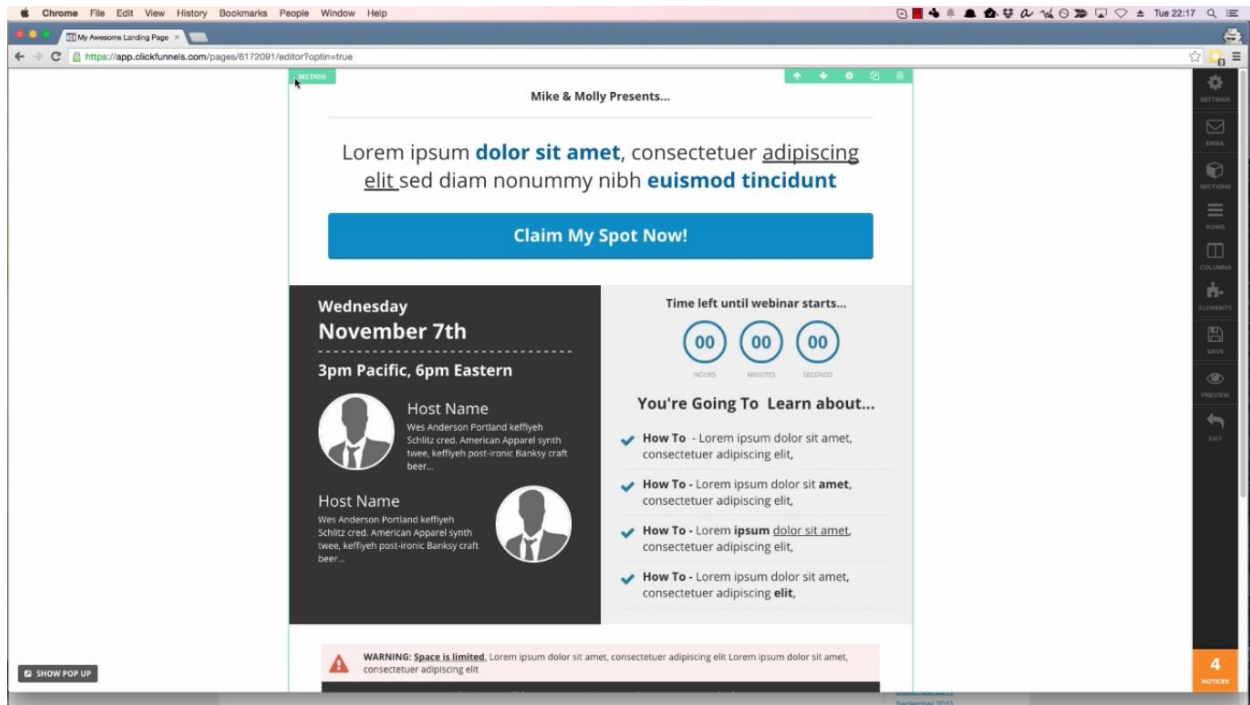 Chrome File Edit View History Bookmarks People Window Help
Tue 22:17
My Awesome Landing Page
https://app.clickfunnels.com/pages/6172091/editor?optin=true
SECTION
Mike & Molly Presents...
Lorem ipsum dolor sit amet, consectetuer adipiscing
elit sed diam nonummy nibh euismod tincidunt
Claim My Spot Now!
Wednesday
November 7th
3pm Pacific, 6pm Eastern
Host Name
Wes Anderson Portland keffiyeh
Schlitz cred. American Apparel synth
twee, keffiyeh post-ironic Banksy craft
beer...
Host Name
Wes Anderson Portland keffiyeh
Schlitz cred. American Apparel synth
twee, keffiyeh post-ironic Banksy craft
beer...
Time left until webinar starts...
00 00 00
HOURS MINUTES SECONDS
You're Going To Learn about...
How To - Lorem ipsum dolor sit amet,
consectetuer adipiscing elit,
How To - Lorem ipsum dolor sit amet,
consectetuer adipiscing elit,
How To - Lorem ipsum dolor sit amet,
consectetuer adipiscing elit,
How To - Lorem ipsum dolor sit amet,
consectetuer adipiscing elit,
WARNING: Space is limited. Lorem ipsum dolor sit amet, consectetuer adipiscing elit Lorem ipsum dolor sit amet,
consectetuer adipiscing elit
SETTINGS
EMAIL
SECTIONS
ROWS
COLUMNS
ELEMENTS
SAVE
PREVIEW
EXIT
4
NOTICES
SHOW POP UP